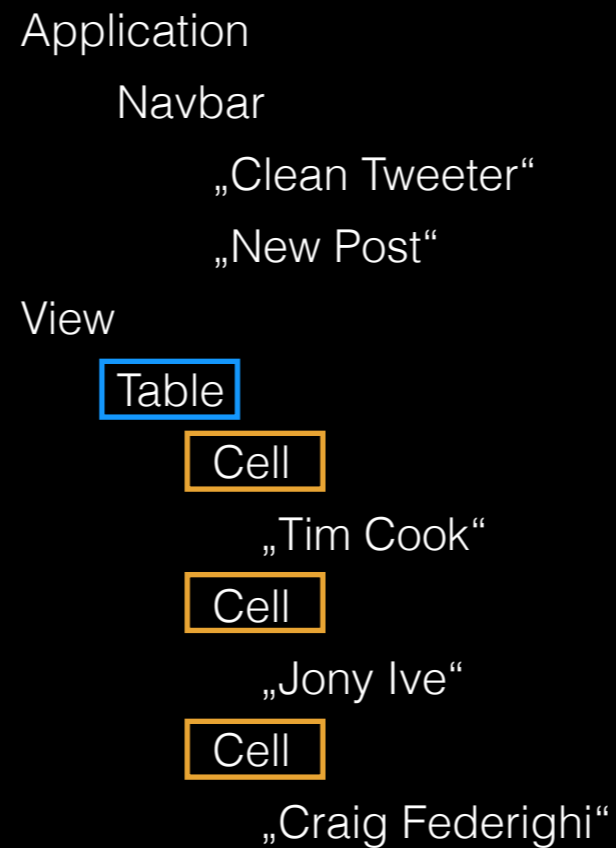 Application
Navbar
„Clean Tweeter“
„New Post“
View
Table
Cell
„Tim Cook“
Cell
„Jony Ive“
Cell
„Craig Federighi“